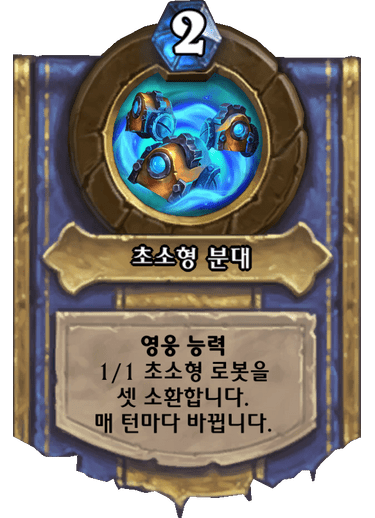 2
초소형 분대
영웅 능력
1/1 초소형 로봇을
셋 소환합니다.
매 턴마다 바뀝니다.